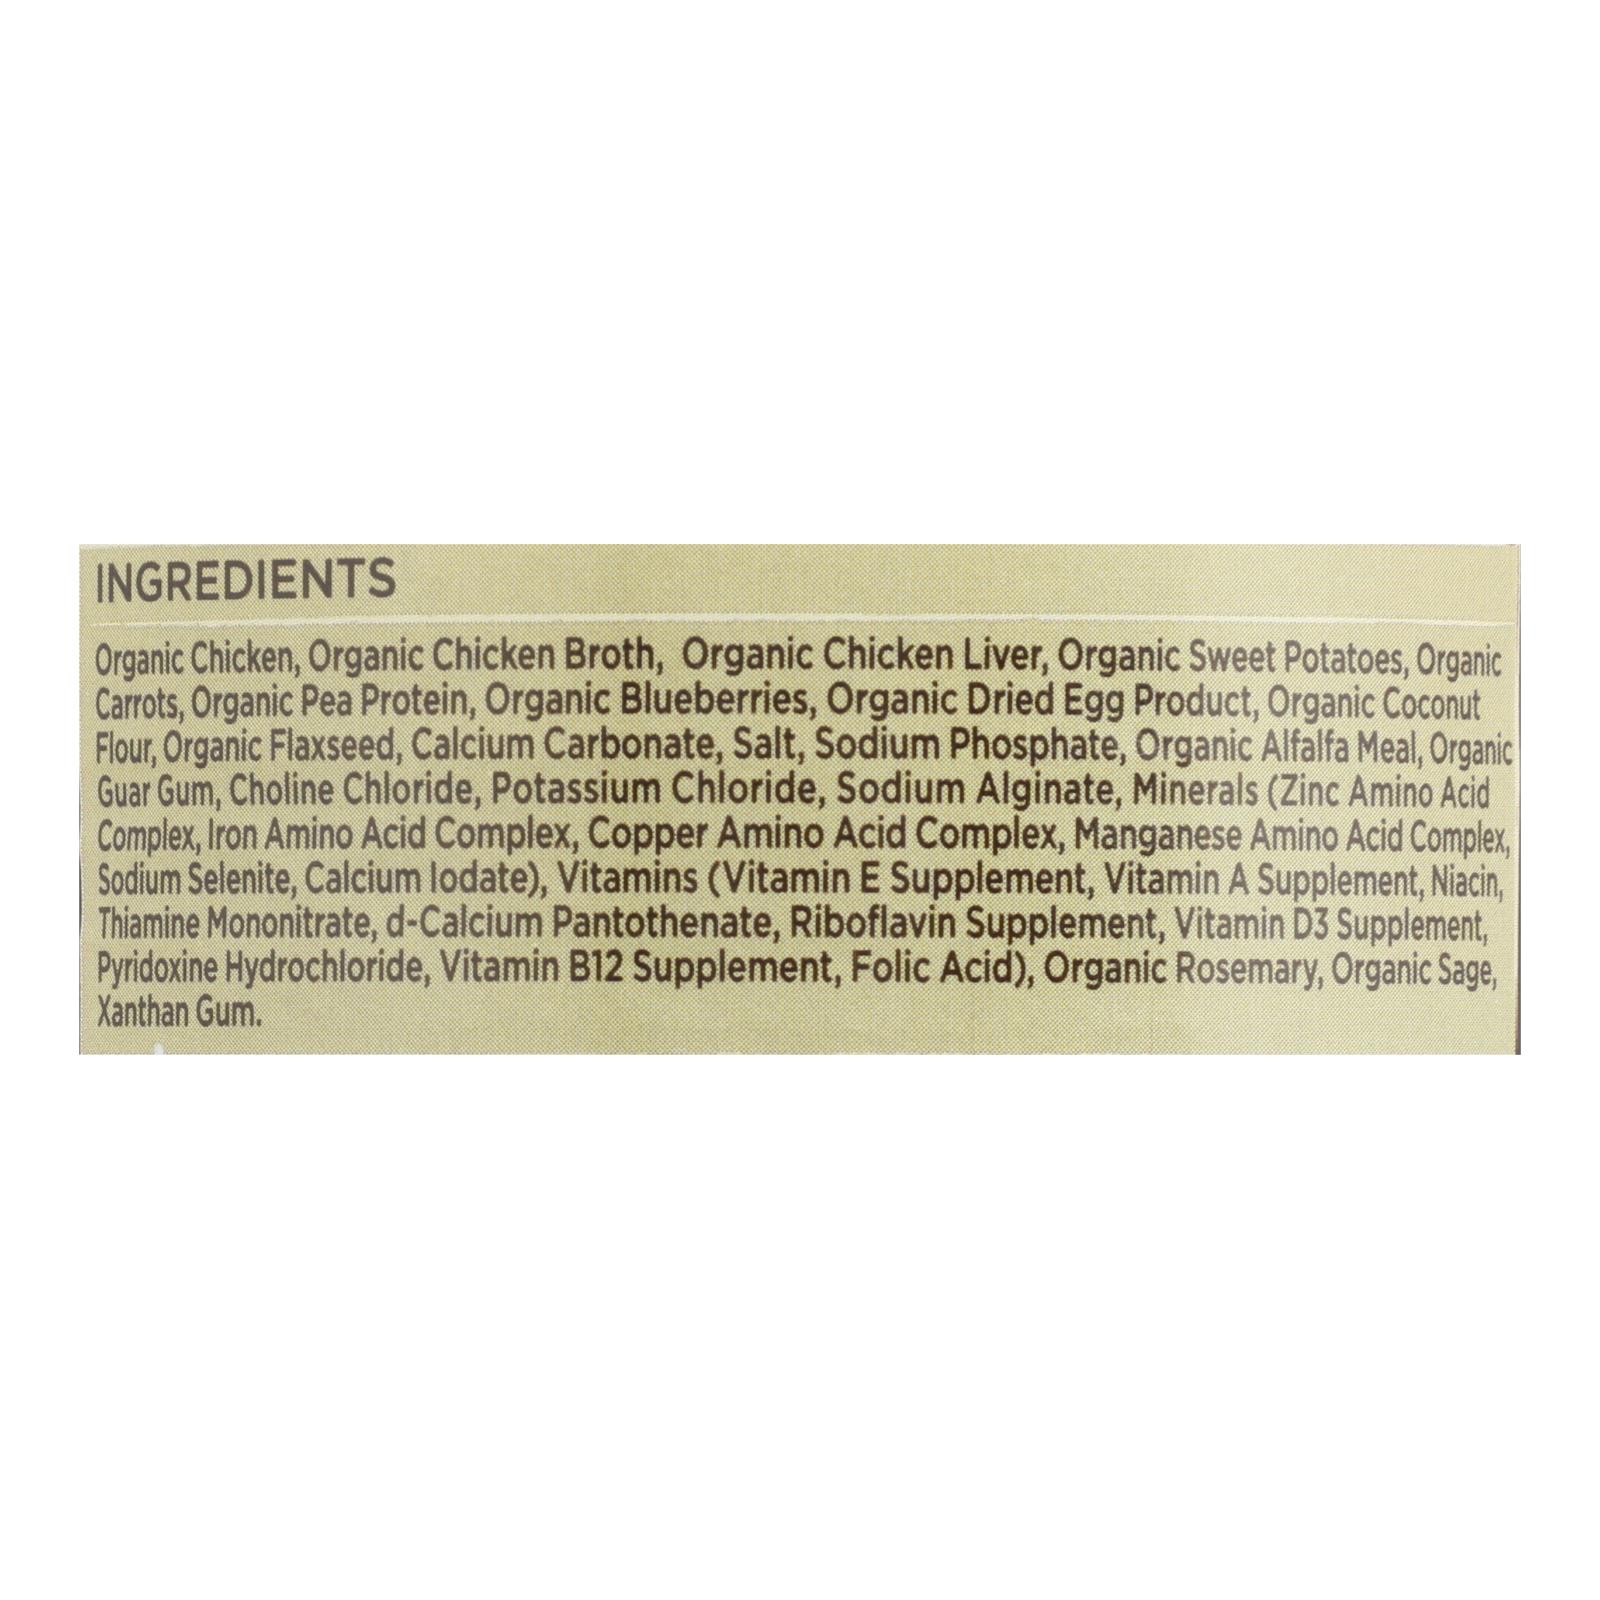 INGREDIENTS
Organic Chicken, Organic Chicken Broth,  Organic Chicken Liver, Organic Sweet Potatoes, Organic
Carrots, Organic Pea Protein, Organic Blueberries, Organic Dried Egg Product, Organic Coconut
Flour, Organic Flaxseed, Calcium Carbonate, Salt, Sodium Phosphate, Organic Alfalfa Meal, Organic
Guar Gum, Choline Chloride, Potassium Chloride, Sodium Alginate, Minerals (Zinc Amino Acid
Complex, Iron Amino Acid Complex, Copper Amino Acid Complex, Manganese Amino Acid Complex,
Sodium Selenite, Calcium Iodate), Vitamins (Vitamin E Supplement, Vitamin A Supplement, Niacin,
Thiamine Mononitrate, d-Calcium Pantothenate, Riboflavin Supplement, Vitamin D3 Supplement,
Pyridoxine Hydrochloride, Vitamin B12 Supplement, Folic Acid), Organic Rosemary, Organic Sage,
Xanthan Gum.